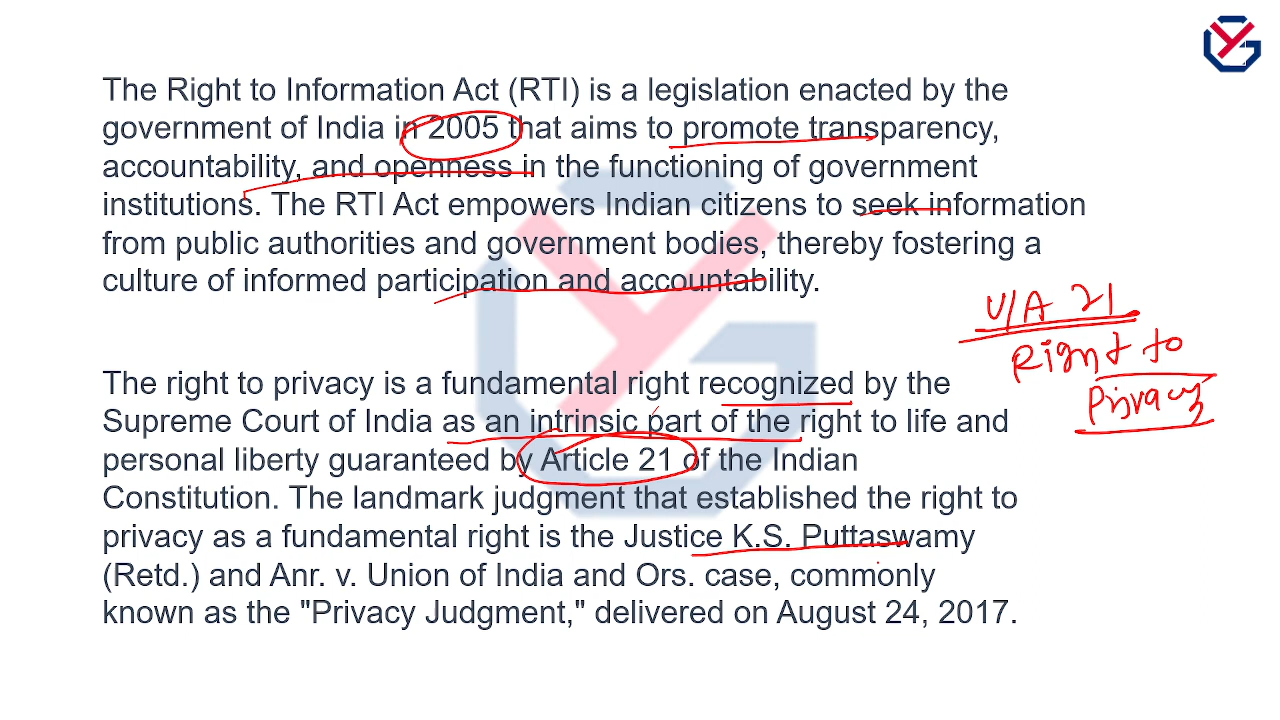 The Right to Information Act (RTI) is a legislation enacted by the
government of India in 2005 that aims to promote transparency,
accountability, and openness in the functioning of government
institutions. The RTI Act empowers Indian citizens to seek information
from public authorities and government bodies, thereby fostering a
culture of informed participation and accountability.
U/A 21
Right to
Privacy
The right to privacy is a fundamental right recognized by the
Supreme Court of India as an intrinsic part of the right to life and
personal liberty guaranteed by Article 21 of the Indian
Constitution. The landmark judgment that established the right to
privacy as a fundamental right is the Justice K.S. Puttaswamy
(Retd.) and Anr. v. Union of India and Ors. case, commonly
known as the "Privacy Judgment," delivered on August 24, 2017.